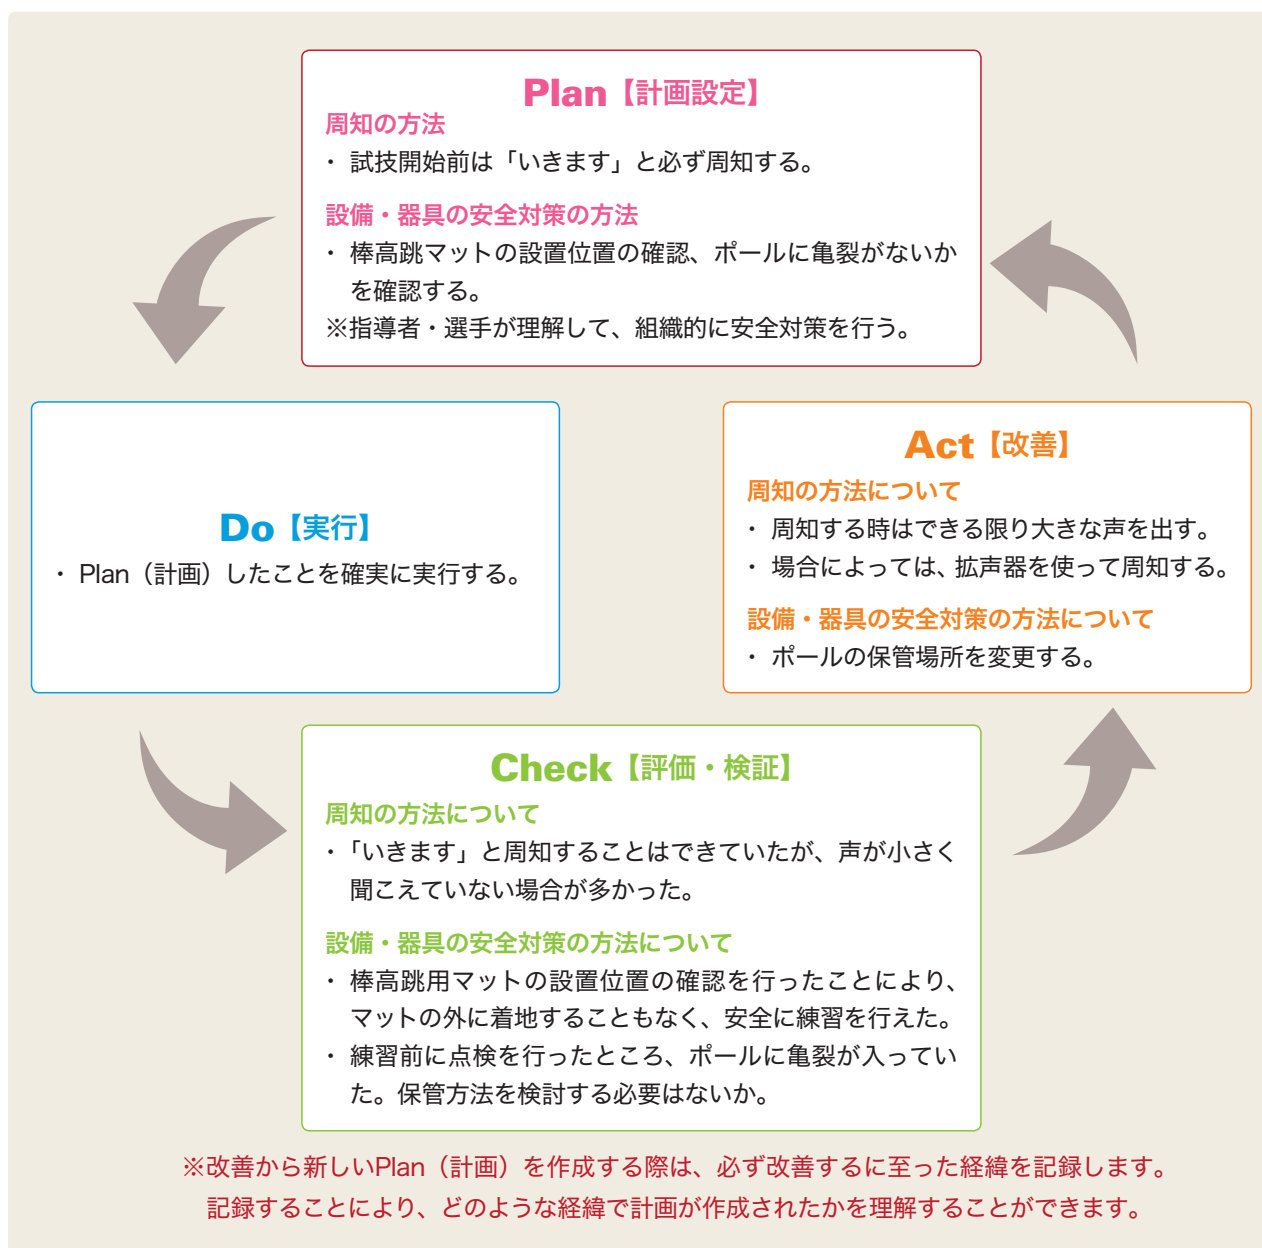 Plan【計画設定】
周知の方法
・ 試技開始前は「いきます」と必ず周知する。
設備・器具の安全対策の方法
・ 棒高跳マットの設置位置の確認、ポールに亀裂がないか
を確認する。
※指導者・選手が理解して、組織的に安全対策を行う。
Do【実行】
・ Plan（計画）したことを確実に実行する。
Check【評価・検証】
周知の方法について
・「いきます」と周知することはできていたが、声が小さく
聞こえていない場合が多かった。
設備・器具の安全対策の方法について
・ 棒高跳用マットの設置位置の確認を行ったことにより、
マットの外に着地することもなく、安全に練習を行えた。
・ 練習前に点検を行ったところ、ポールに亀裂が入ってい
た。保管方法を検討する必要はないか。
Act【改善】
周知の方法について
・ 周知する時はできる限り大きな声を出す。
・ 場合によっては、拡声器を使って周知する。
設備・器具の安全対策の方法について
・ ポールの保管場所を変更する。
※改善から新しいPlan（計画）を作成する際は、必ず改善するに至った経緯を記録します。
記録することにより、どのような経緯で計画が作成されたかを理解することができます。